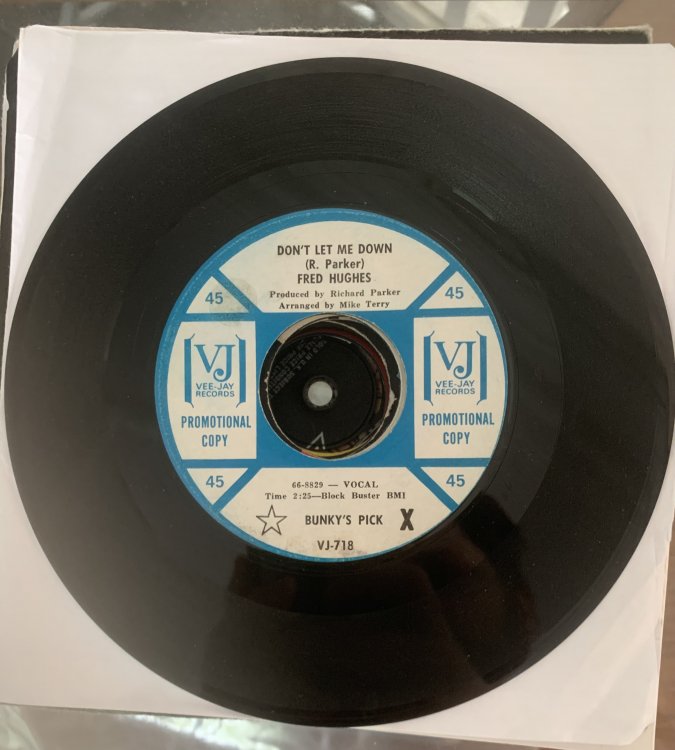 DON'T LET ME DOWN
(R. Parker)
FRED HUGHES
Produced by Richard Parker
Arranged by Mike Terry
45
45
VJ
VEE-JAY
RECORDS
PROMOTIONAL
COPY
VJ
VEE-JAY
RECORDS
PROMOTIONAL
COPY
45
45
66-8829 — VOCAL
Time 2:25—Block Buster BMI
BUNKY'S PICK X
VJ-718